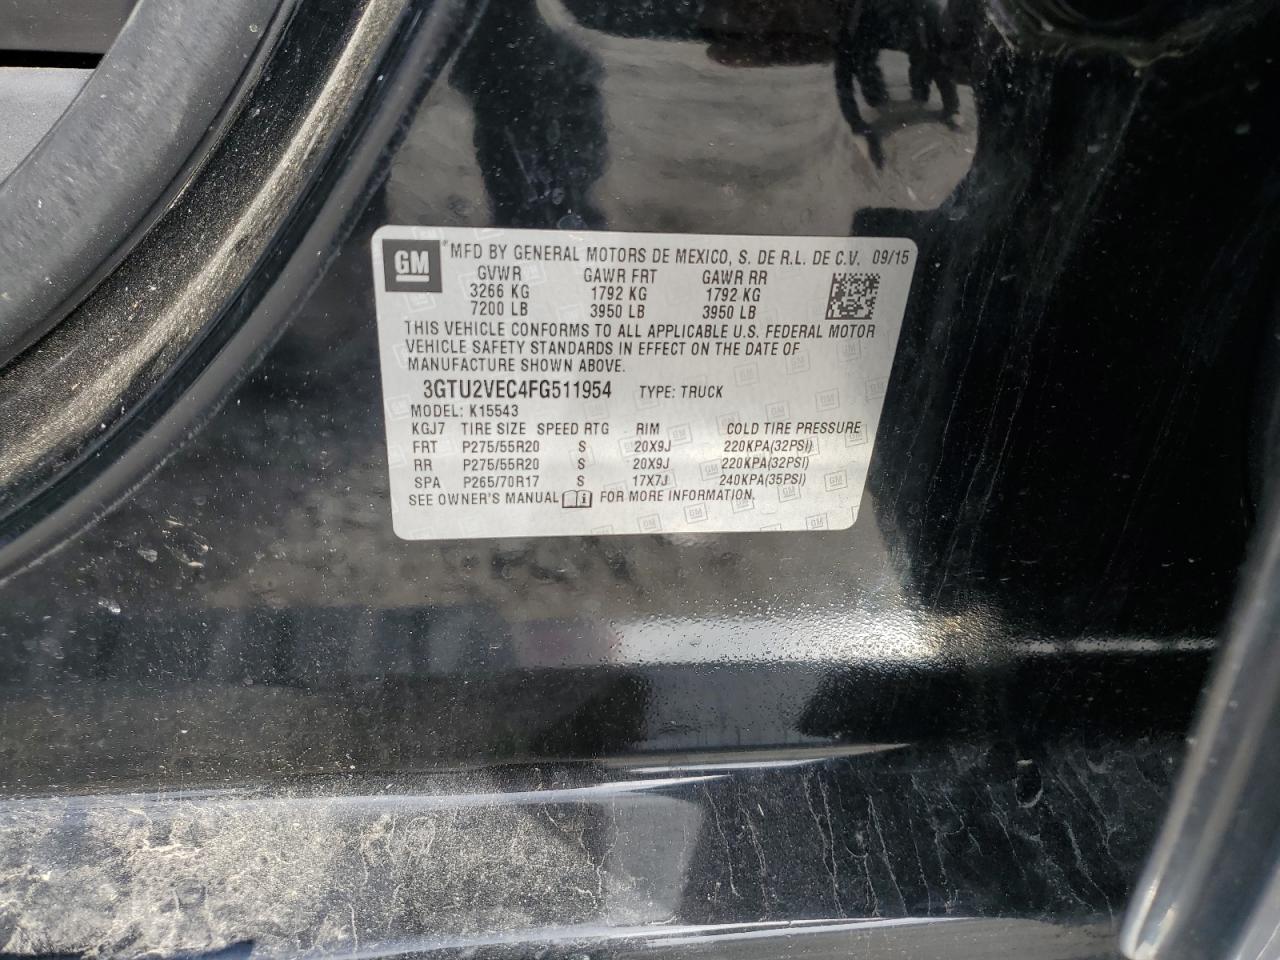 GM
MFD BY GENERAL MOTORS DE MEXICO, S. DE R.L. DE C.V. 09/15
GVWR GAWR FRT GAWR RR
3266 KG 1792 KG 1792 KG
7200 LB 3950 LB 3950 LB
THIS VEHICLE CONFORMS TO ALL APPLICABLE U.S. FEDERAL MOTOR
VEHICLE SAFETY STANDARDS IN EFFECT ON THE DATE OF
MANUFACTURE SHOWN ABOVE.
3GTU2VEC4FG511954 TYPE: TRUCK
MODEL: K15543
KGJ7 TIRE SIZE SPEED RTG RIM COLD TIRE PRESSURE
FRT P275/55R20 S 20X9J 220KPA(32PSI)
RR P275/55R20 S 20X9J 220KPA(32PSI)
SPA P265/70R17 S 17X7J 240KPA(35PSI)
SEE OWNER'S MANUAL i FOR MORE INFORMATION.